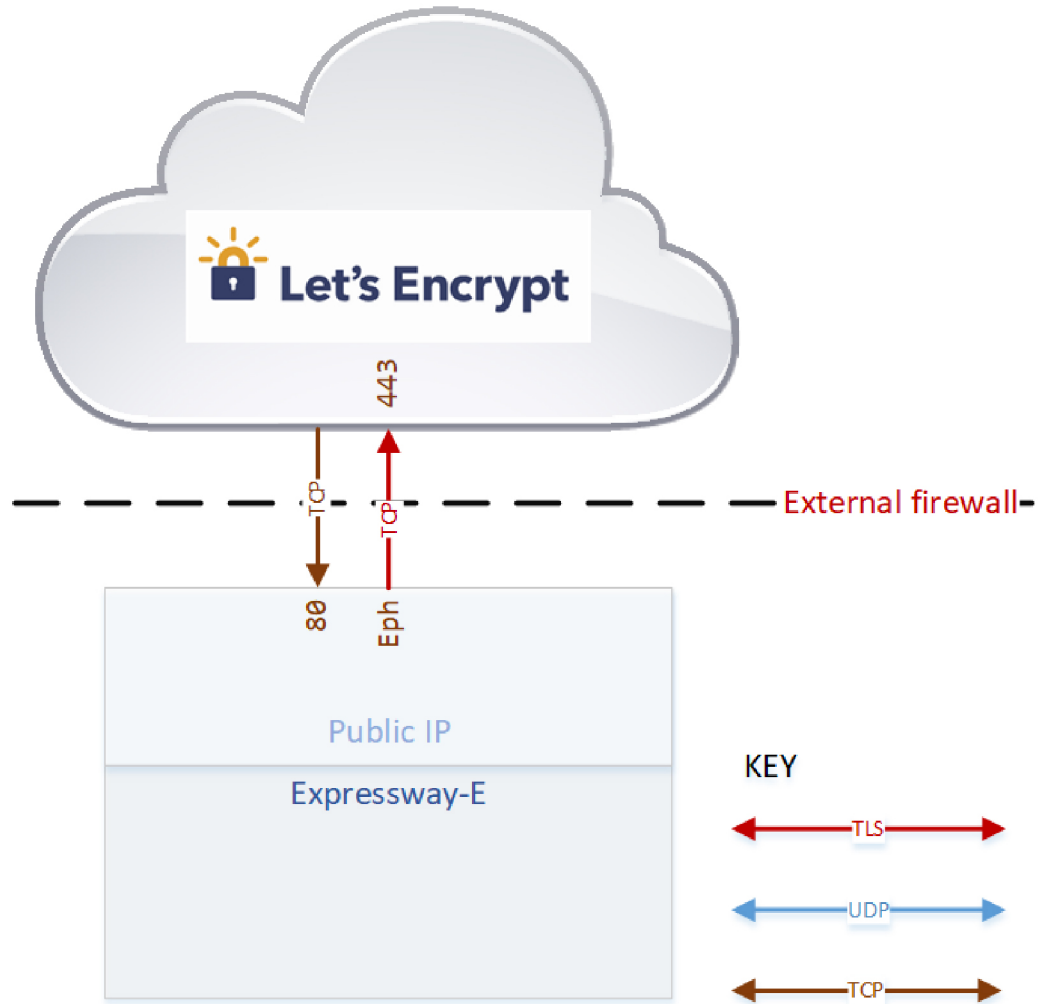 Let's Encrypt
443
TCP
TCP
External firewall
80
Eph
Public IP
Expressway-E
KEY
TLS
UDP
TCP